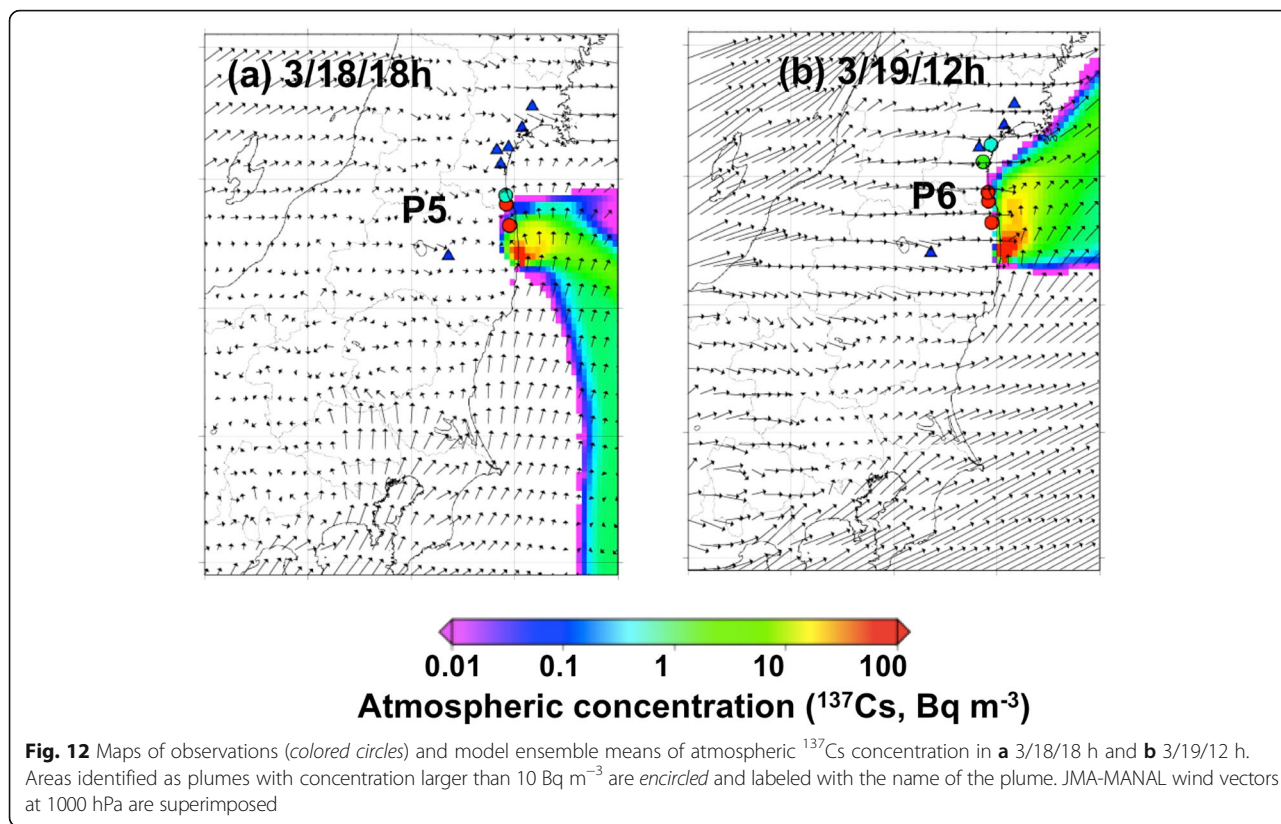 (a) 3/18/18h
(b) 3/19/12h
P5
P6
0.01 0.1 1 10 100
Atmospheric concentration (¹³⁷Cs, Bq m⁻³)
Fig. 12 Maps of observations (colored circles) and model ensemble means of atmospheric ¹³⁷Cs concentration in a 3/18/18 h and b 3/19/12 h.
Areas identified as plumes with concentration larger than 10 Bq m⁻³ are encircled and labeled with the name of the plume. JMA-MANAL wind vectors
at 1000 hPa are superimposed